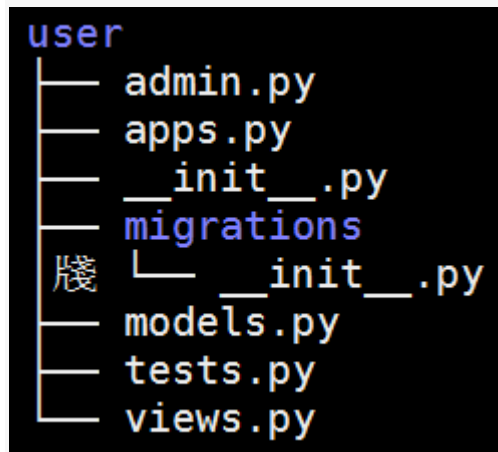 user
├── admin.py
├── apps.py
├── __init__.py
├── migrations
│牋 └── __init__.py
├── models.py
├── tests.py
└── views.py